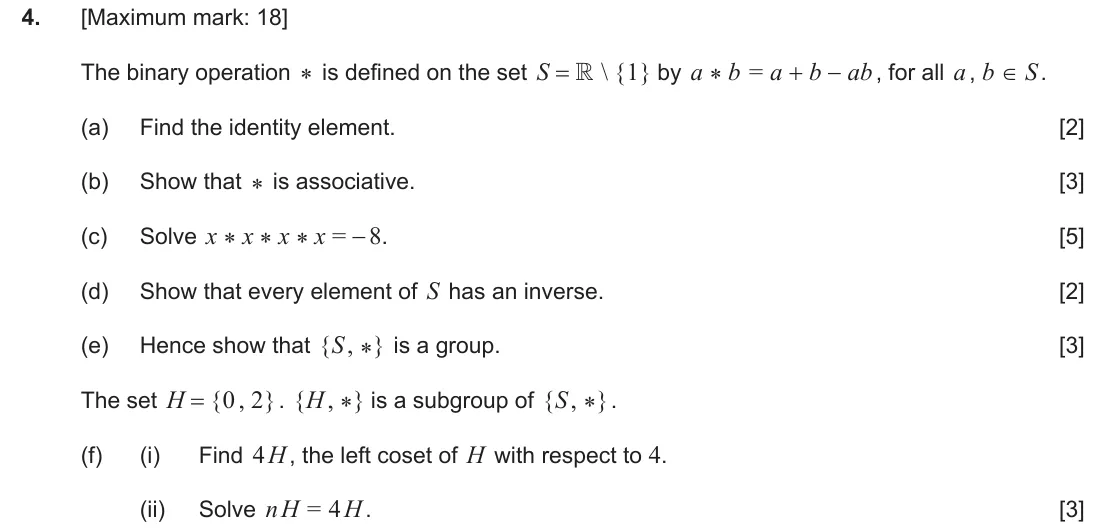 4. [Maximum mark: 18]
The binary operation ∗ is defined on the set S = ℝ \ {1} by a ∗ b = a + b − ab, for all a, b ∈ S.
(a) Find the identity element. [2]
(b) Show that ∗ is associative. [3]
(c) Solve x ∗ x ∗ x ∗ x = −8. [5]
(d) Show that every element of S has an inverse. [2]
(e) Hence show that {S, ∗} is a group. [3]
The set H = {0, 2}. {H, ∗} is a subgroup of {S, ∗}.
(f) (i) Find 4H, the left coset of H with respect to 4.
(ii) Solve nH = 4H. [3]